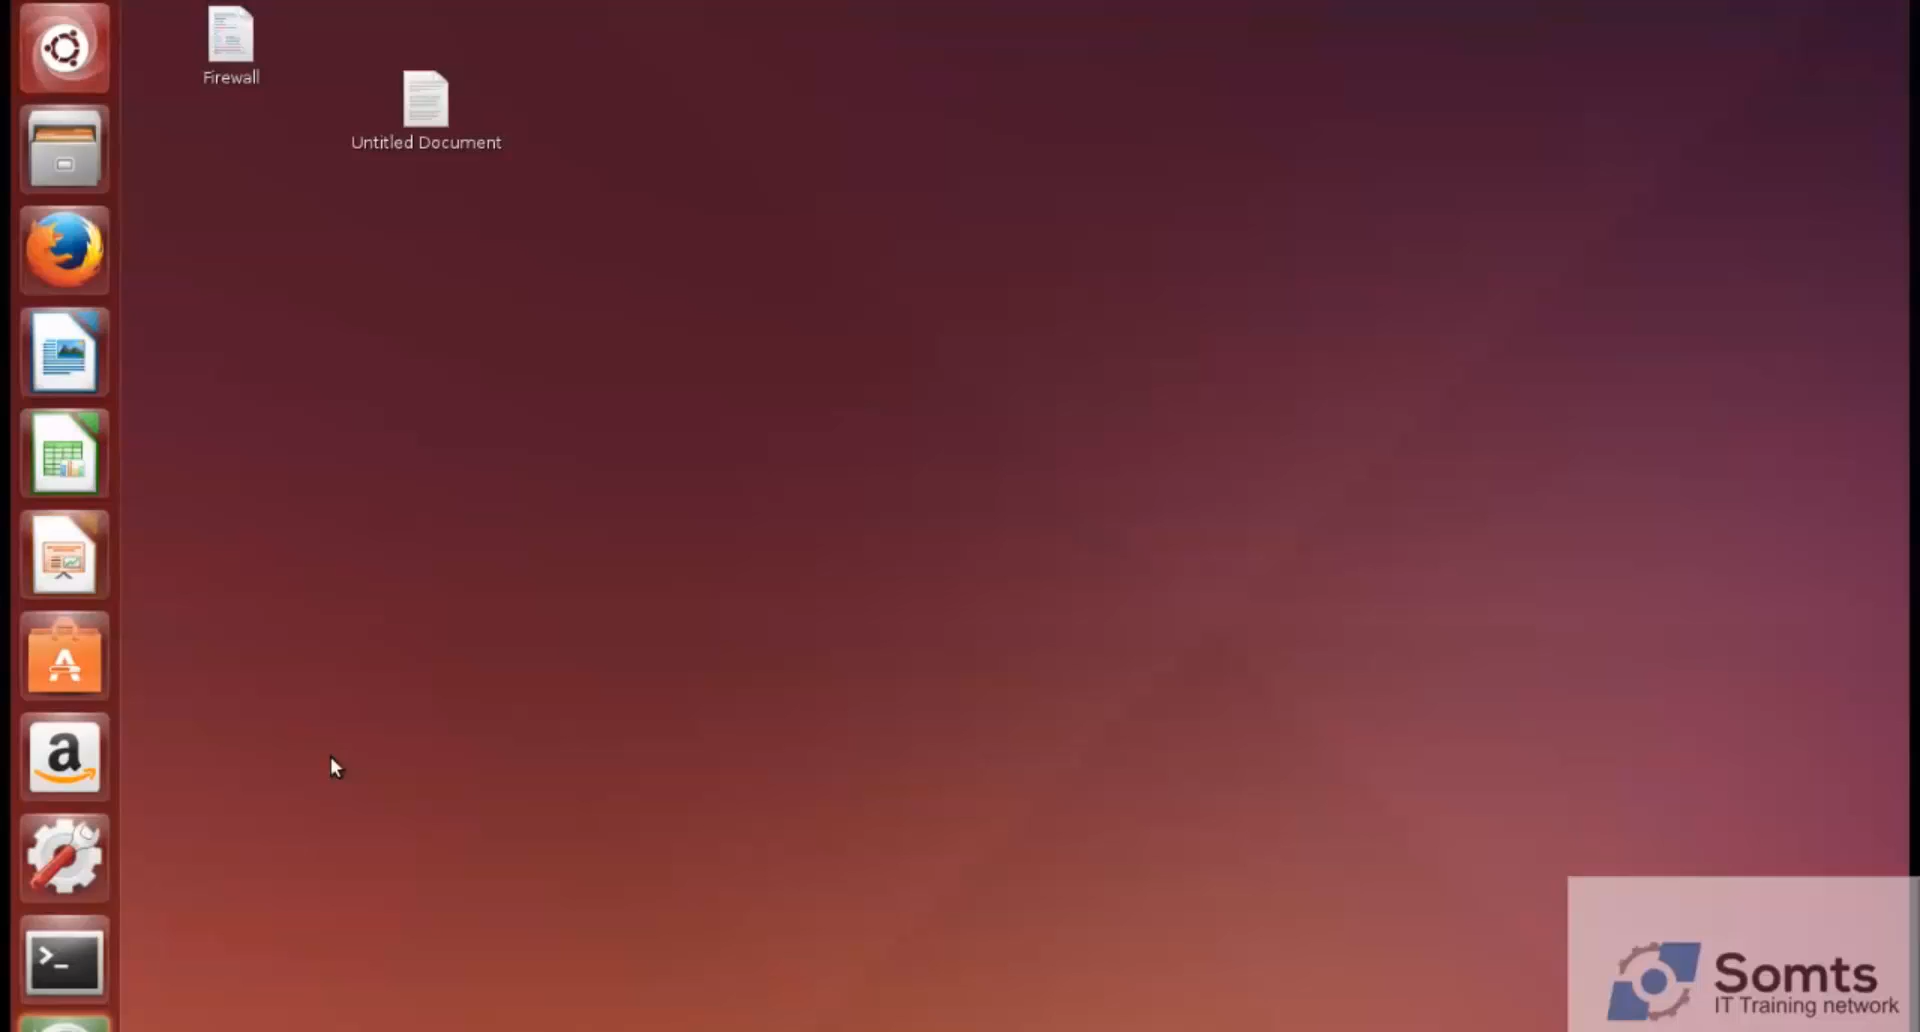 Firewall
Untitled Document
a
>_
Somts
IT Training network